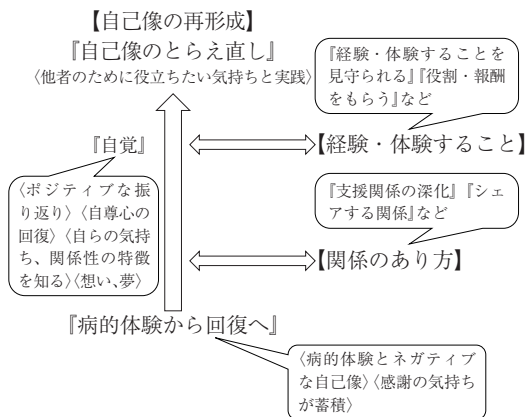 【自己像の再形成】
『自己像のとらえ直し』
〈他者のために役立ちたい気持ちと実践〉
『経験・体験することを
見守られる』『役割・報酬
をもらう』など
『自覚』
【経験・体験すること】
〈ポジティブな振
り返り〉〈自尊心の
回復〉〈自らの気持
ち、関係性の特徴
を知る〉〈想い、夢〉
『支援関係の深化』『シェ
アする関係』など
【関係のあり方】
『病的体験から回復へ』
〈病的体験とネガティブ
な自己像〉〈感謝の気持ち
が蓄積〉